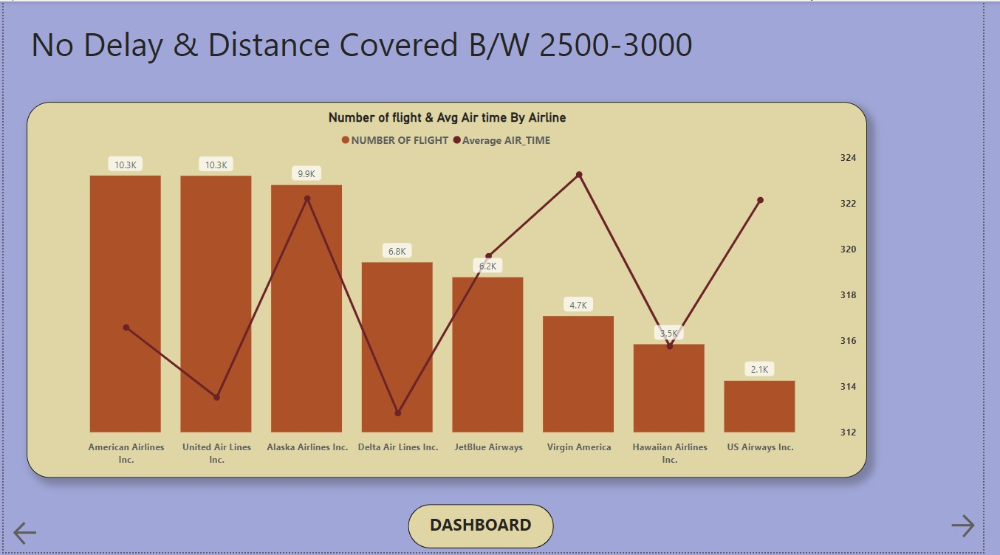 No Delay & Distance Covered B/W 2500-3000
Number of flight & Avg Air time By Airline
NUMBER OF FLIGHT Average AIR_TIME
324
10.3K 10.3K 9.9K 6.8K 6.2K 4.7K 3.5K 2.1K
322
320
318
316
314
312
American Airlines Inc. United Air Lines Inc. Alaska Airlines Inc. Delta Air Lines Inc. JetBlue Airways Virgin America Hawaiian Airlines Inc. US Airways Inc.
DASHBOARD